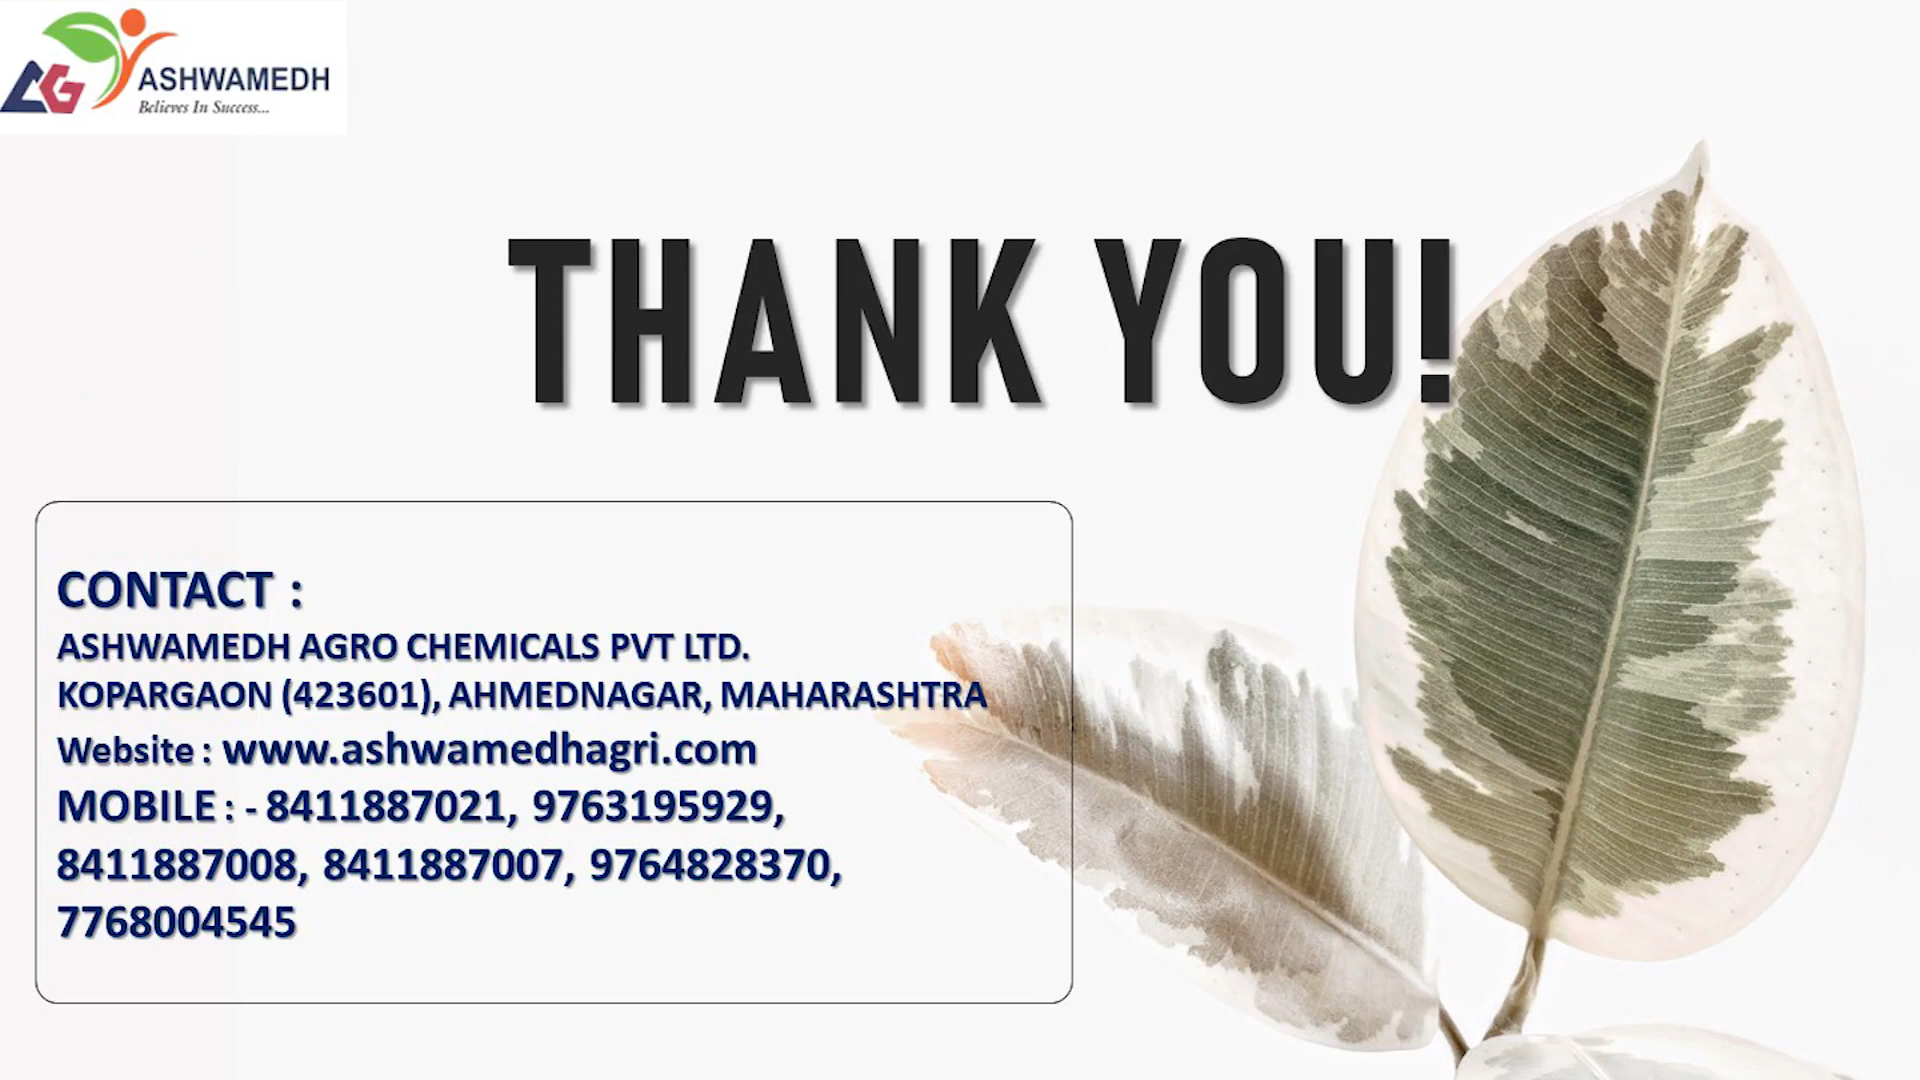 AG ASHWAMEDH
Believes In Success...
THANK YOU!
CONTACT :
ASHWAMEDH AGRO CHEMICALS PVT LTD.
KOPARGAON (423601), AHMEDNAGAR, MAHARASHTRA
Website : www.ashwamedhagri.com
MOBILE : - 8411887021, 9763195929,
8411887008, 8411887007, 9764828370,
7768004545